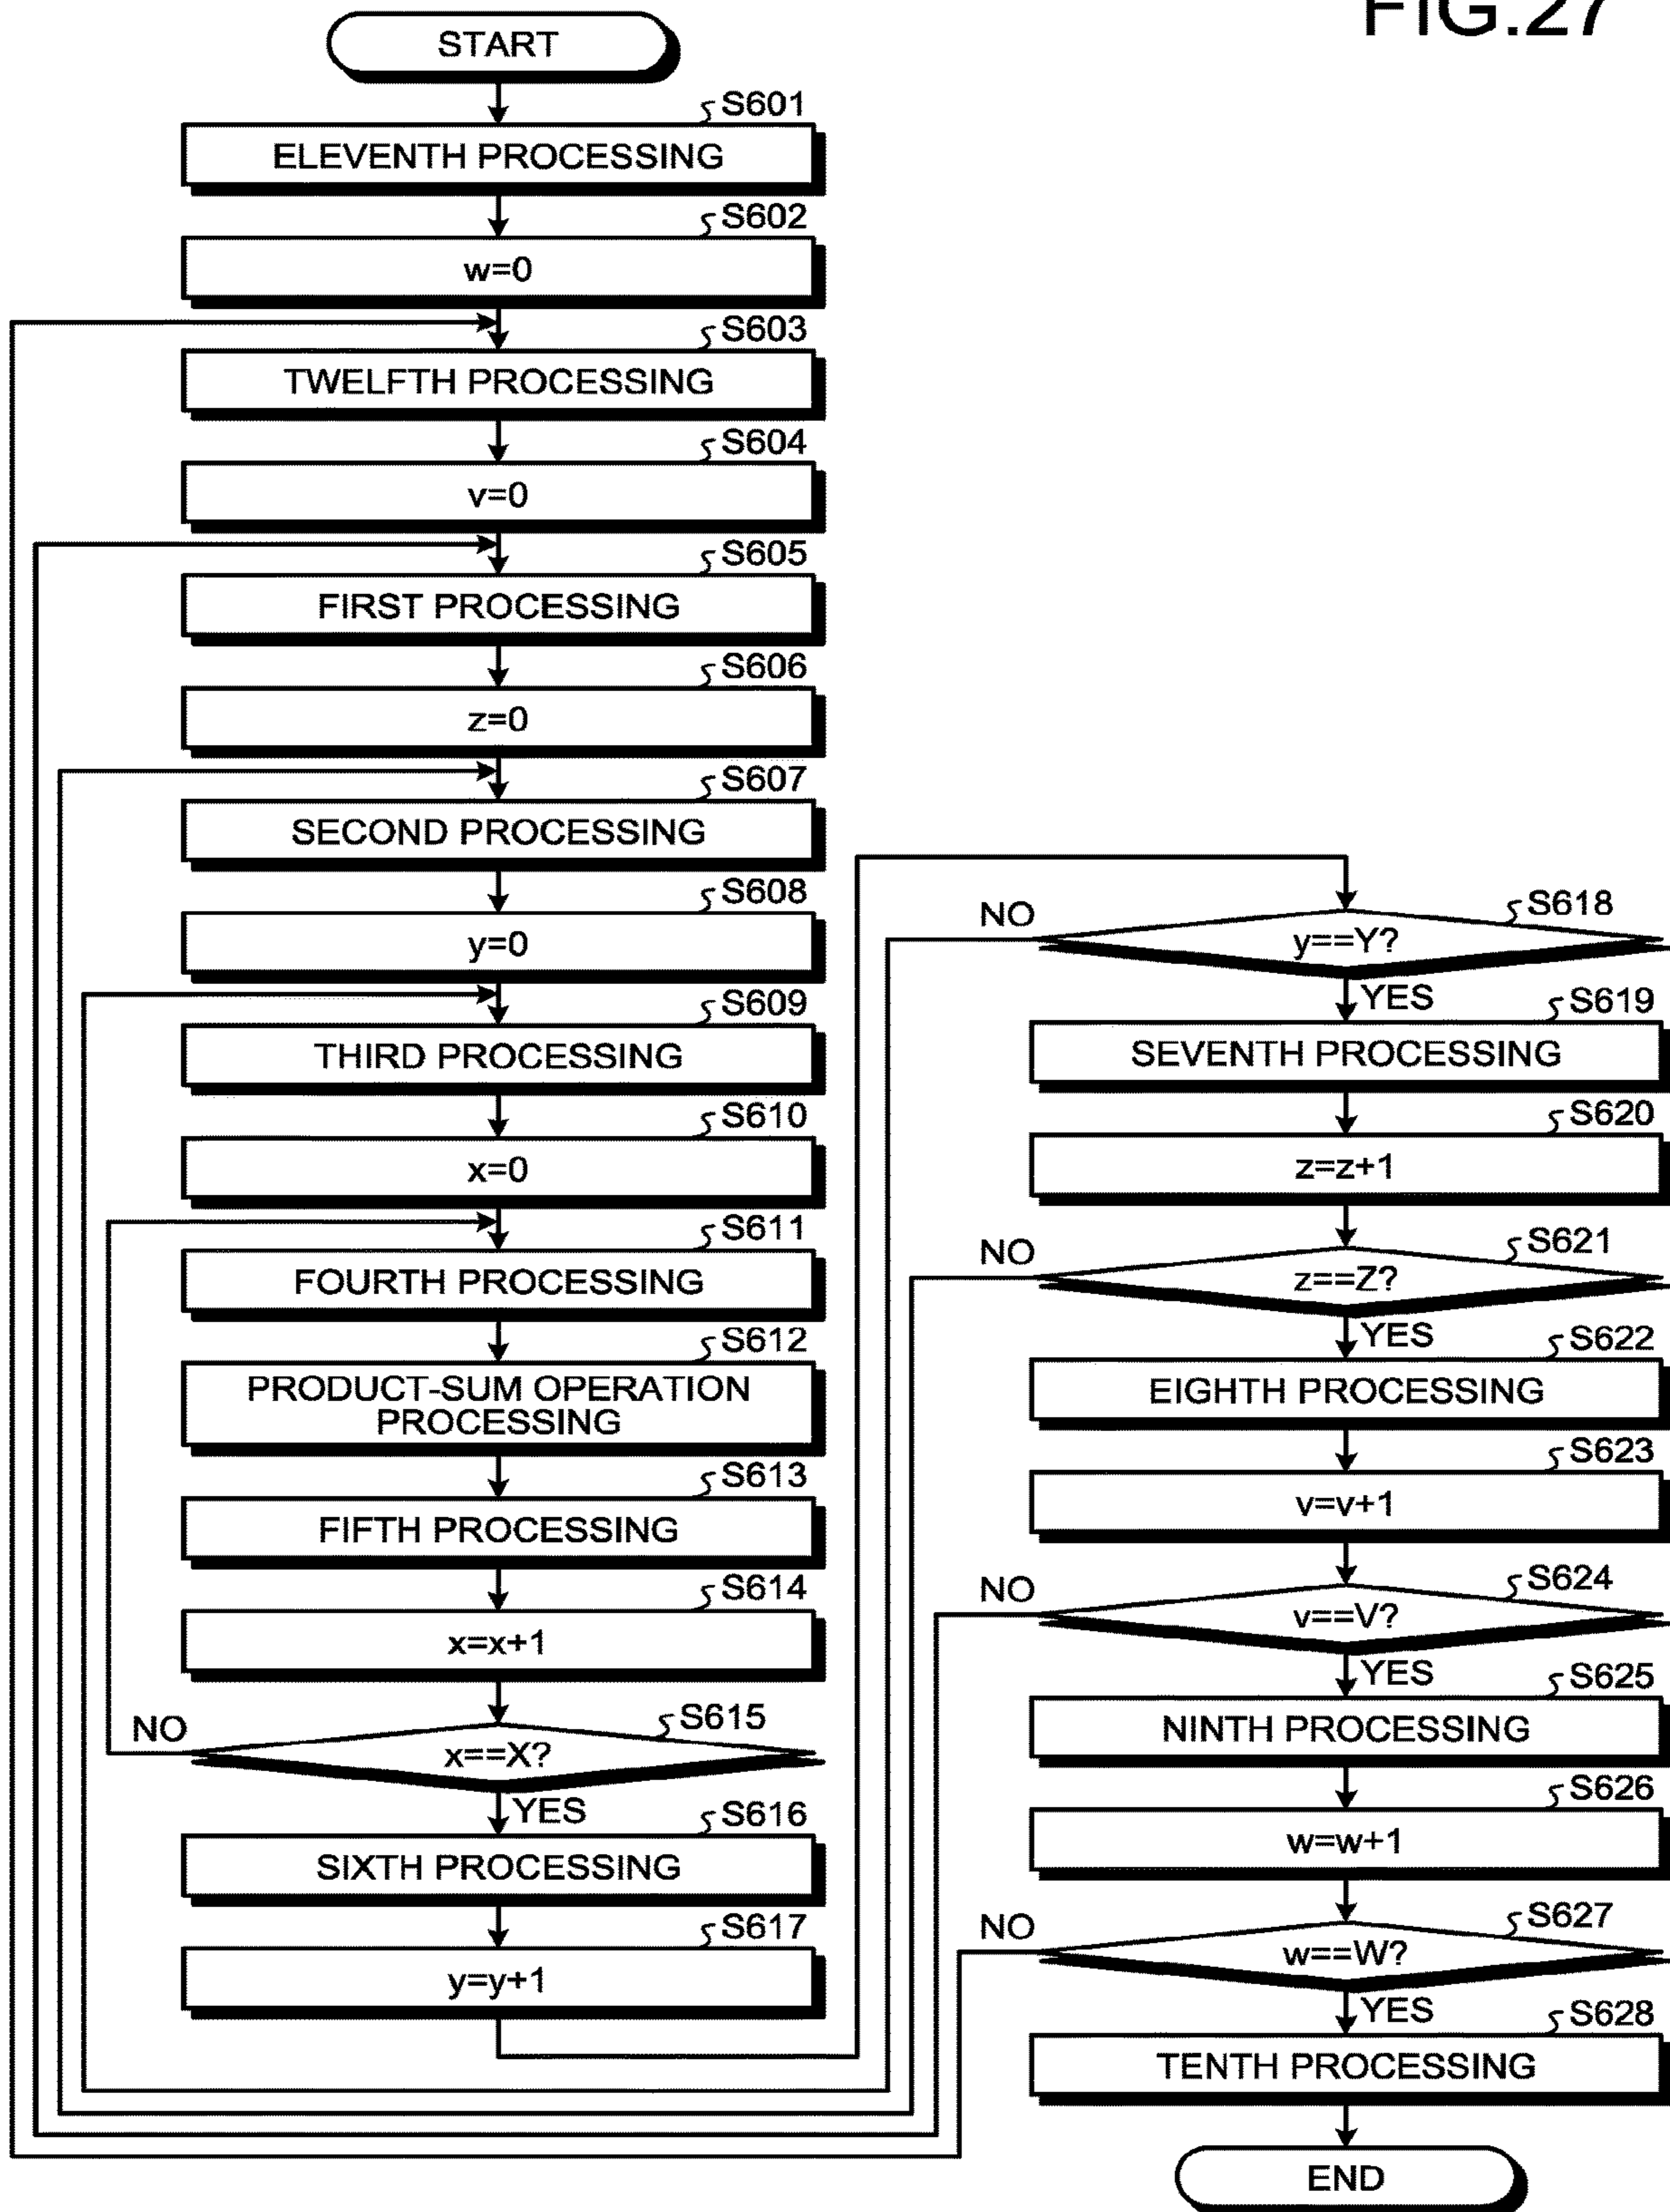 FIG.27
START
S601
ELEVENTH PROCESSING
S602
w=0
S603
TWELFTH PROCESSING
S604
v=0
S605
FIRST PROCESSING
S606
z=0
S607
SECOND PROCESSING
S608
y=0
S609
THIRD PROCESSING
S610
x=0
S611
FOURTH PROCESSING
S612
PRODUCT-SUM OPERATION
PROCESSING
S613
FIFTH PROCESSING
S614
x=x+1
S615
NO
x==X?
YES
S616
SIXTH PROCESSING
S617
y=y+1
S618
NO
y==Y?
YES
S619
SEVENTH PROCESSING
S620
z=z+1
S621
NO
z==Z?
YES
S622
EIGHTH PROCESSING
S623
v=v+1
S624
NO
v==V?
YES
S625
NINTH PROCESSING
S626
w=w+1
S627
NO
w==W?
YES
S628
TENTH PROCESSING
END